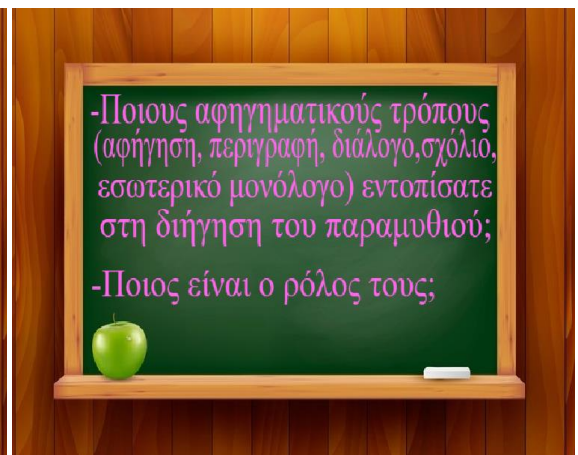 -Ποιους αφηγηματικούς τρόπους
(αφήγηση, περιγραφή, διάλογο,σχόλιο,
εσωτερικό μονόλογο) εντοπίσατε
στη διήγηση του παραμυθιού;
-Ποιος είναι ο ρόλος τους;